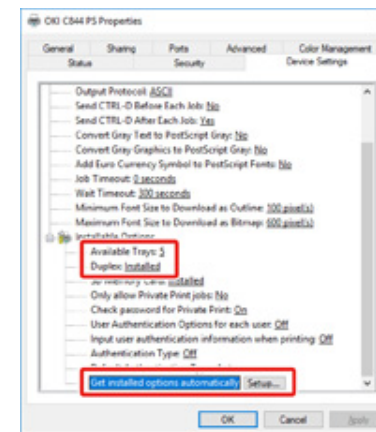 OKI C844 PS Properties
General Sharing Ports Advanced Color Management
Status Security Device Settings
Output Protocol: ASCII
Send CTRL-D Before Each Job: No
Send CTRL-D After Each Job: Yes
Convert Gray Text to PostScript Gray: No
Convert Gray Graphics to PostScript Gray: No
Add Euro Currency Symbol to PostScript Fonts: No
Job Timeout: 0 seconds
Wait Timeout: 300 seconds
Minimum Font Size to Download as Outline: 100 pixel(s)
Maximum Font Size to Download as Bitmap: 600 pixel(s)
Installable Options
Available Trays: 5
Duplex: Installed
SD Memory Card: Installed
Only allow Private Print jobs: No
Check password for Private Print: On
User Authentication Options for each user: Off
Input user authentication information when printing: Off
Authentication Type: Off
Get installed options automatically Setup...
OK Cancel Apply